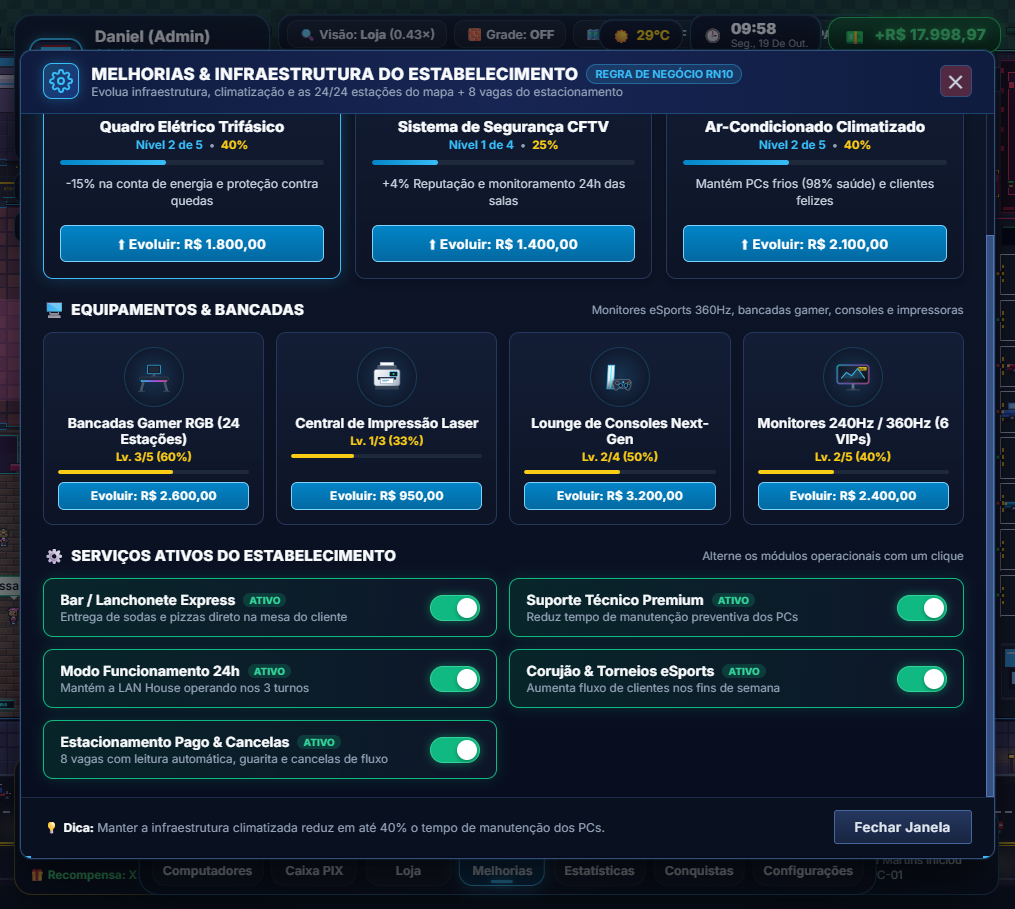 Daniel (Admin)
Visão: Loja (0.43×)
Grade: OFF
29°C
09:58
Seg., 19 De Out.
+R$ 17.998,97
MELHORIAS & INFRAESTRUTURA DO ESTABELECIMENTO
REGRA DE NEGÓCIO RN10
Evolua infraestrutura, climatização e as 24/24 estações do mapa + 8 vagas do estacionamento
Quadro Elétrico Trifásico
Nível 2 de 5 • 40%
-15% na conta de energia e proteção contra
quedas
⬆ Evoluir: R$ 1.800,00
Sistema de Segurança CFTV
Nível 1 de 4 • 25%
+4% Reputação e monitoramento 24h das
salas
⬆ Evoluir: R$ 1.400,00
Ar-Condicionado Climatizado
Nível 2 de 5 • 40%
Mantém PCs frios (98% saúde) e clientes
felizes
⬆ Evoluir: R$ 2.100,00
EQUIPAMENTOS & BANCADAS
Monitores eSports 360Hz, bancadas gamer, consoles e impressoras
Bancadas Gamer RGB (24
Estações)
Lv. 3/5 (60%)
Evoluir: R$ 2.600,00
Central de Impressão Laser
Lv. 1/3 (33%)
Evoluir: R$ 950,00
Lounge de Consoles Next-
Gen
Lv. 2/4 (50%)
Evoluir: R$ 3.200,00
Monitores 240Hz / 360Hz (6
VIPs)
Lv. 2/5 (40%)
Evoluir: R$ 2.400,00
SERVIÇOS ATIVOS DO ESTABELECIMENTO
Alterne os módulos operacionais com um clique
Bar / Lanchonete Express ATIVO
Entrega de sodas e pizzas direto na mesa do cliente
Suporte Técnico Premium ATIVO
Reduz tempo de manutenção preventiva dos PCs
Modo Funcionamento 24h ATIVO
Mantém a LAN House operando nos 3 turnos
Corujão & Torneios eSports ATIVO
Aumenta fluxo de clientes nos fins de semana
Estacionamento Pago & Cancelas ATIVO
8 vagas com leitura automática, guarita e cancelas de fluxo
Dica: Manter a infraestrutura climatizada reduz em até 40% o tempo de manutenção dos PCs.
Fechar Janela
Recompensa: X
Computadores
Caixa PIX
Loja
Melhorias
Estatísticas
Conquistas
Configurações
Martins iniciou
C-01